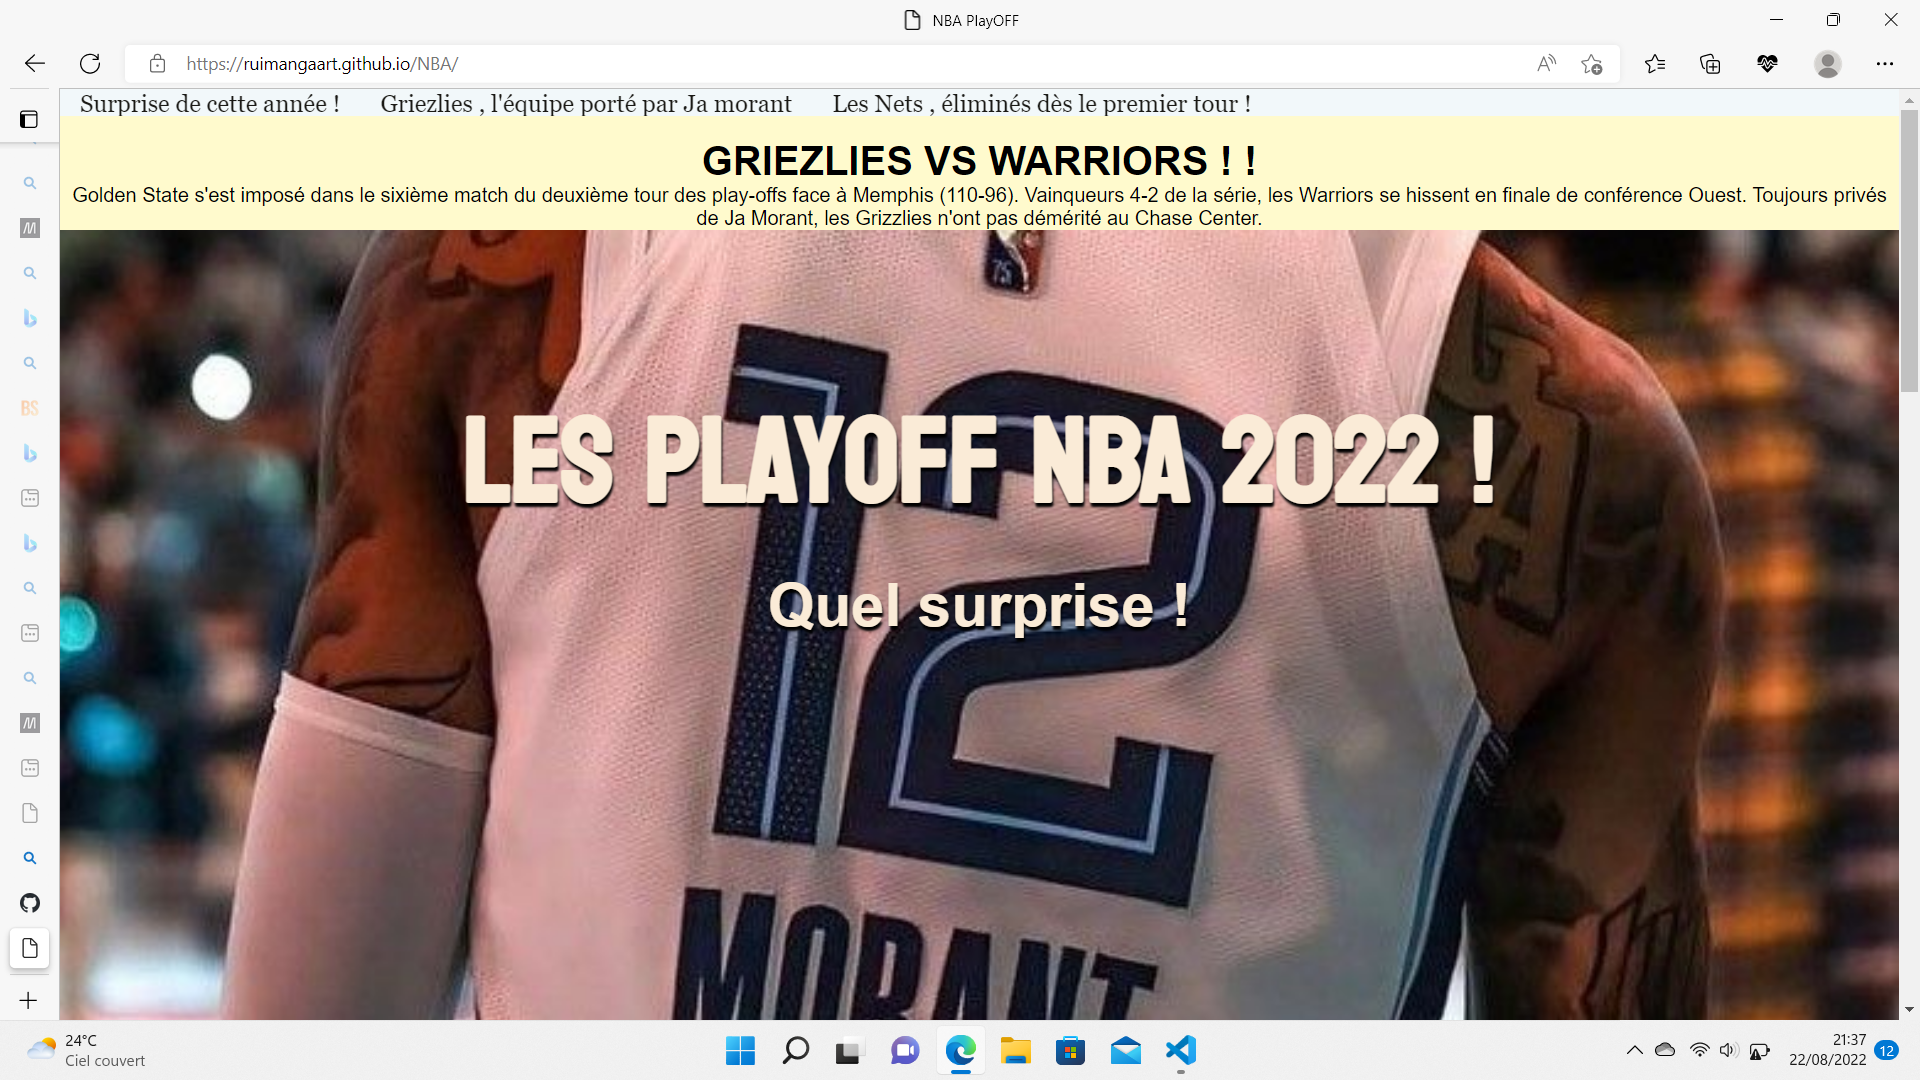 NBA PlayOFF
https://ruimangaart.github.io/NBA/
Surprise de cette année ! Griezlies , l'équipe porté par Ja morant Les Nets , éliminés dès le premier tour !
GRIEZLIES VS WARRIORS ! !
Golden State s'est imposé dans le sixième match du deuxième tour des play-offs face à Memphis (110-96). Vainqueurs 4-2 de la série, les Warriors se hissent en finale de conférence Ouest. Toujours privés
de Ja Morant, les Grizzlies n'ont pas démérité au Chase Center.
75
12
LES PLAYOFF NBA 2022 !
Quel surprise !
MORANT
BS
24°C
Ciel couvert
21:37
22/08/2022
12